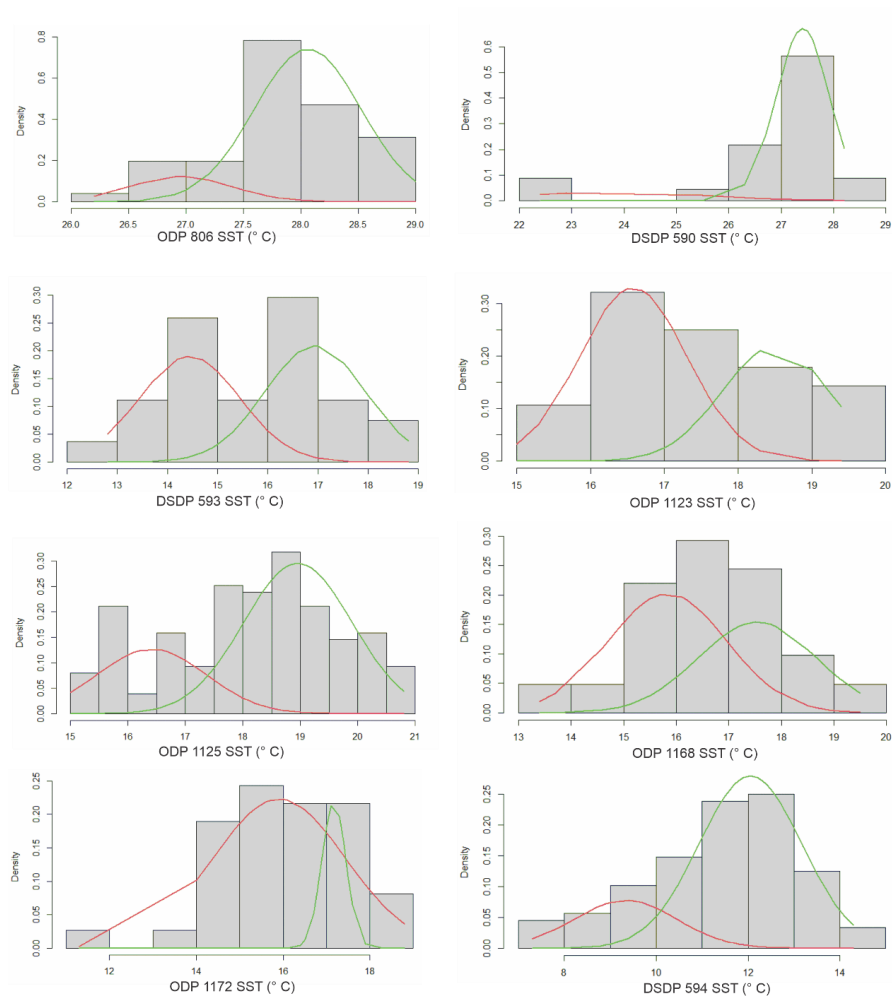 Density
0.0 0.2 0.4 0.6 0.8
26.0 26.5 27.0 27.5 28.0 28.5 29.0
ODP 806 SST (° C)
Density
0.0 0.1 0.2 0.3 0.4 0.5 0.6
22 23 24 25 26 27 28 29
DSDP 590 SST (° C)
Density
0.00 0.05 0.10 0.15 0.20 0.25 0.30
12 13 14 15 16 17 18 19
DSDP 593 SST (° C)
Density
0.00 0.10 0.20 0.30
15 16 17 18 19 20
ODP 1123 SST (° C)
Density
0.00 0.05 0.10 0.15 0.20 0.25 0.30
15 16 17 18 19 20 21
ODP 1125 SST (° C)
Density
0.00 0.05 0.10 0.15 0.20 0.25 0.30
13 14 15 16 17 18 19 20
ODP 1168 SST (° C)
Density
0.00 0.05 0.10 0.15 0.20 0.25
12 14 16 18
ODP 1172 SST (° C)
Density
0.00 0.05 0.10 0.15 0.20 0.25
8 10 12 14
DSDP 594 SST (° C)